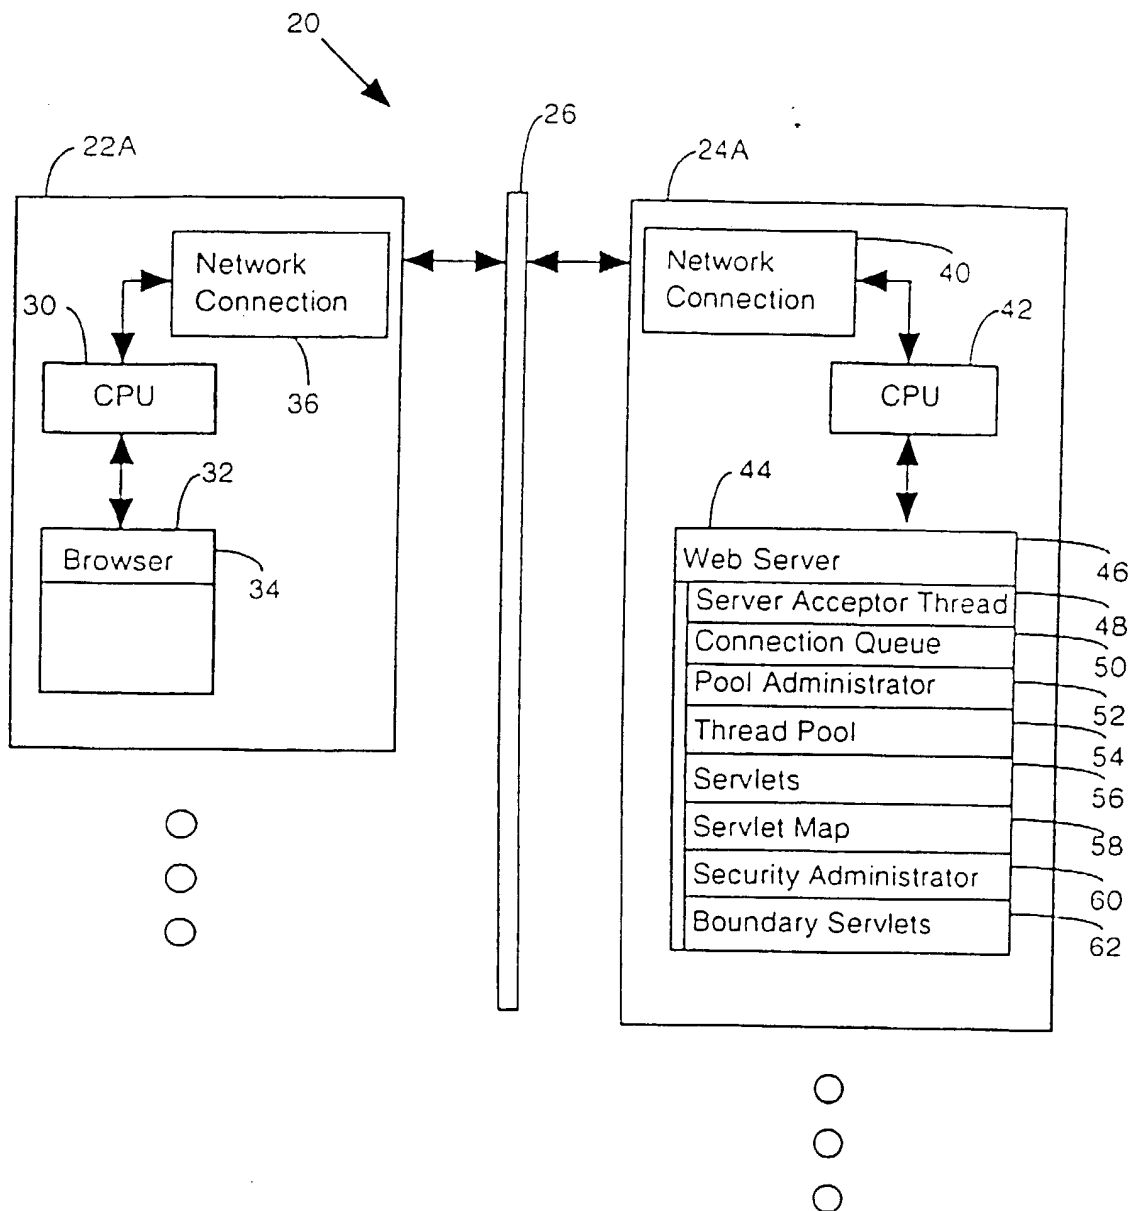 20
26
22A
24A
Network
Connection
Network
Connection
40
30
42
CPU
36
CPU
32
44
Browser
34
Web Server
46
Server Acceptor Thread
48
Connection Queue
50
Pool Administrator
52
Thread Pool
54
Servlets
56
Servlet Map
58
Security Administrator
60
Boundary Servlets
62